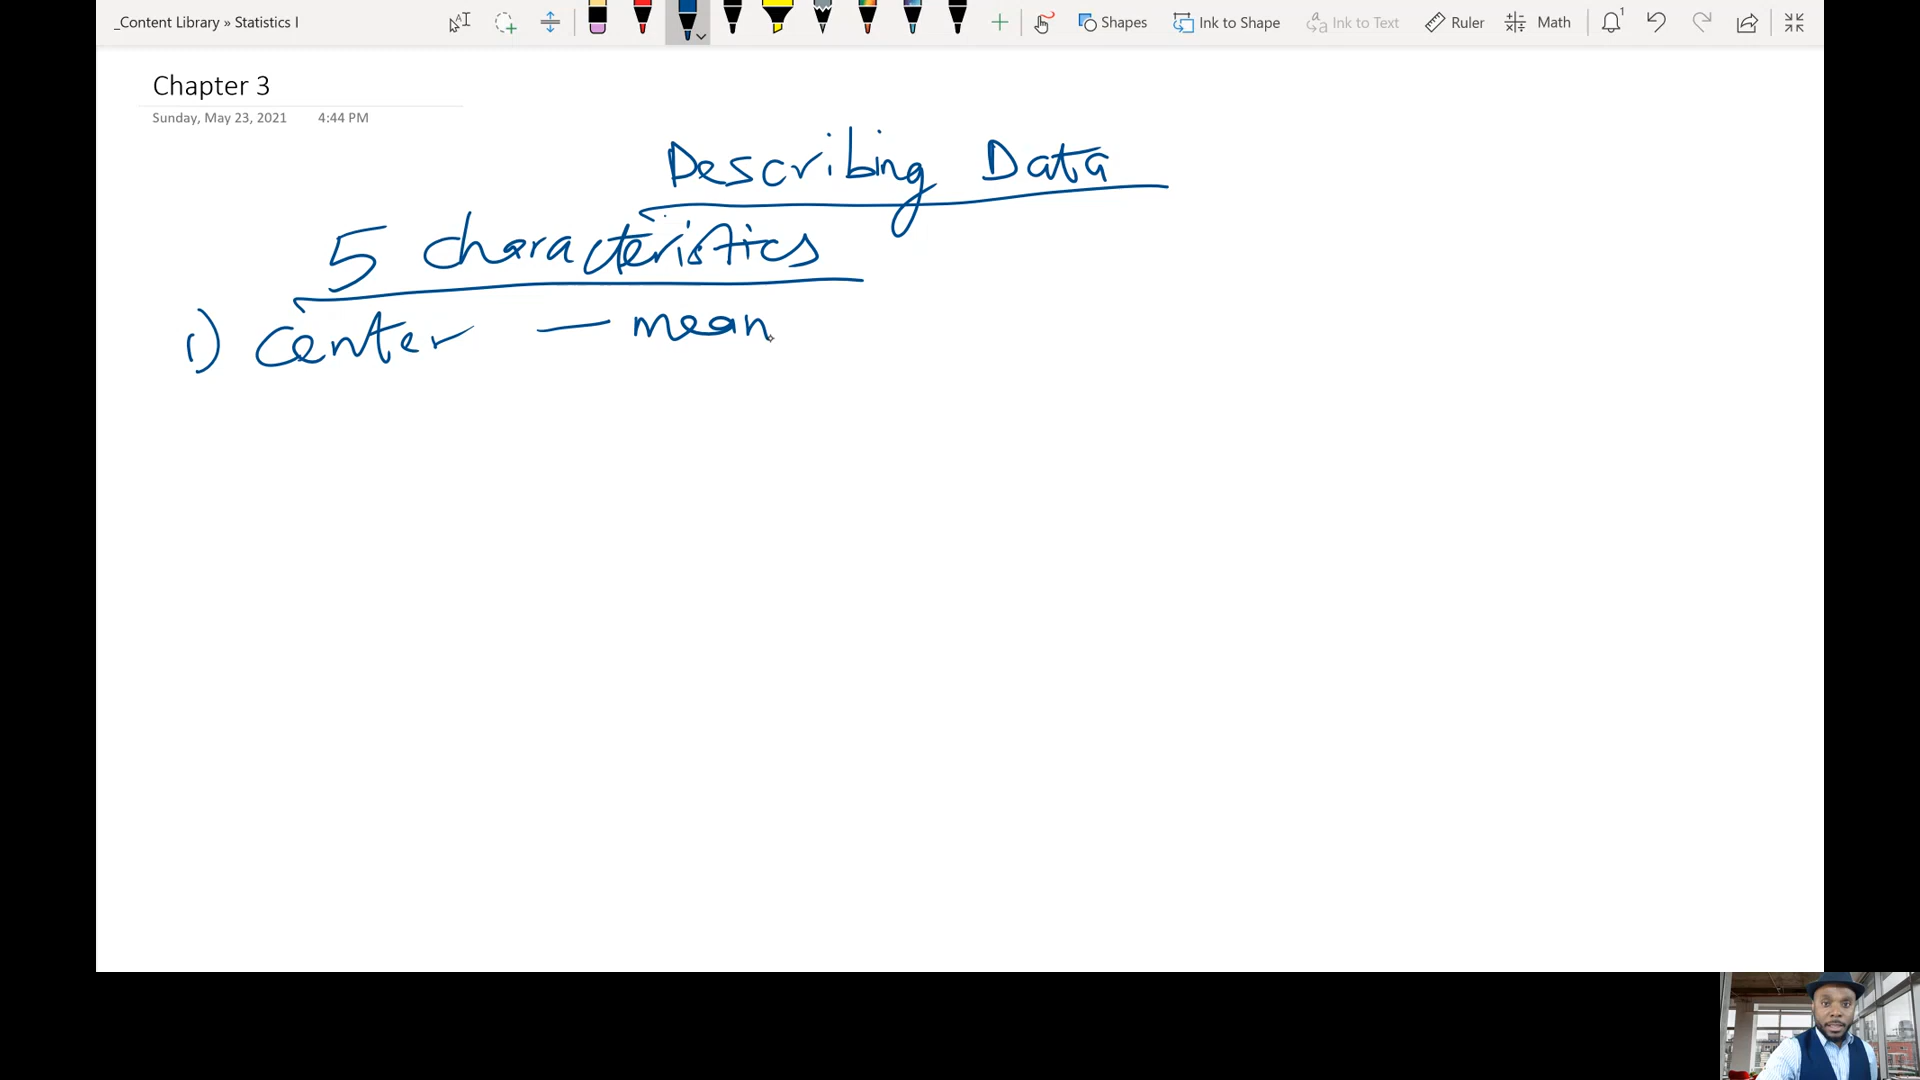 _Content Library » Statistics I
Shapes Ink to Shape Ink to Text Ruler Math 1
Chapter 3
Sunday, May 23, 2021 4:44 PM
Describing Data
5 characteristics
1) Center — mean